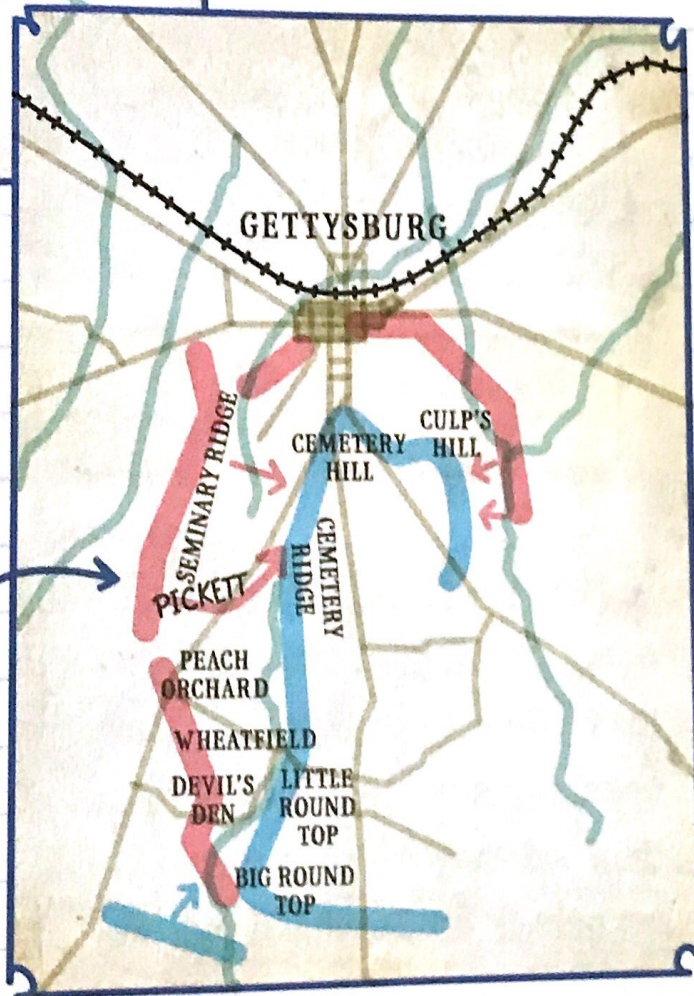 GETTYSBURG
CULP'S
HILL
CEMETERY
HILL
SEMINARY RIDGE
CEMETERY
RIDGE
PICKETT
PEACH
ORCHARD
WHEATFIELD
DEVIL'S
DEN
LITTLE
ROUND
TOP
BIG ROUND
TOP